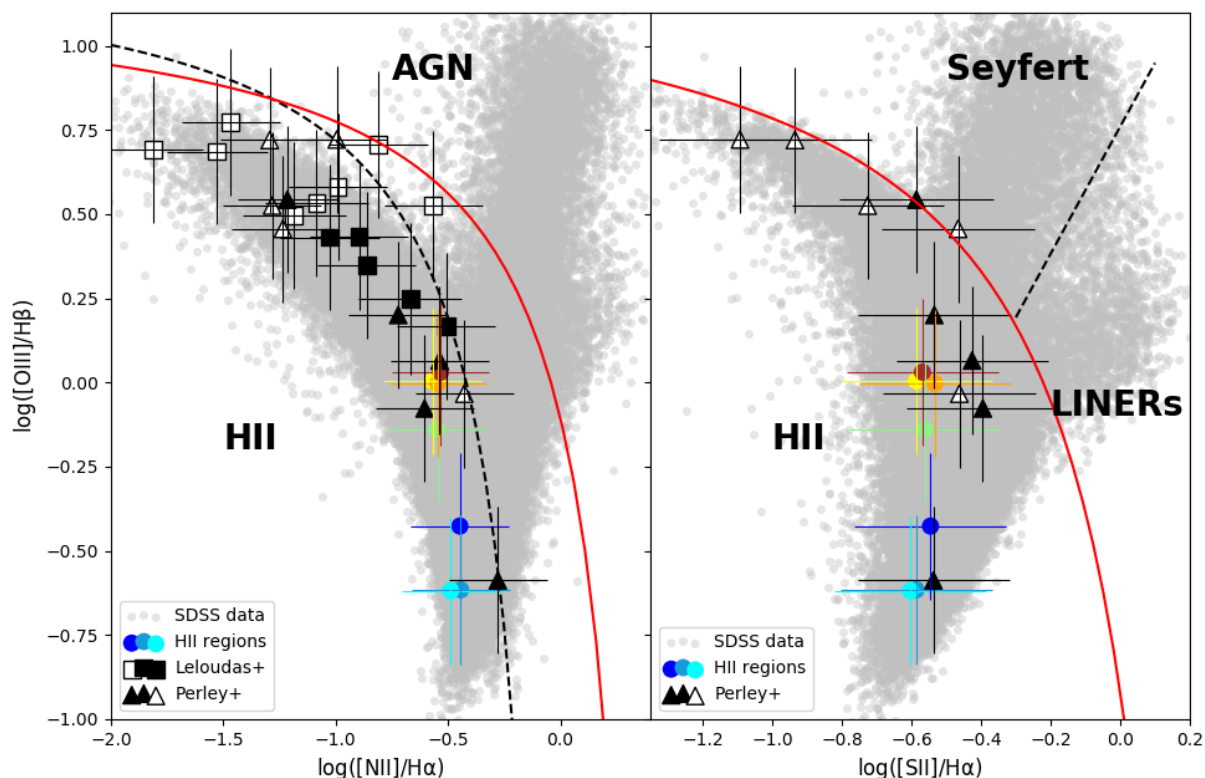 AGN
HII
1.00
0.75
0.50
0.25
0.00
−0.25
−0.50
−0.75
−1.00
log([OIII]/Hβ)
SDSS data
HII regions
Leloudas+
Perley+
−2.0 −1.5 −1.0 −0.5 0.0
log([NII]/Hα)
Seyfert
LINERs
HII
SDSS data
HII regions
Perley+
−1.2 −1.0 −0.8 −0.6 −0.4 −0.2 0.0 0.2
log([SII]/Hα)